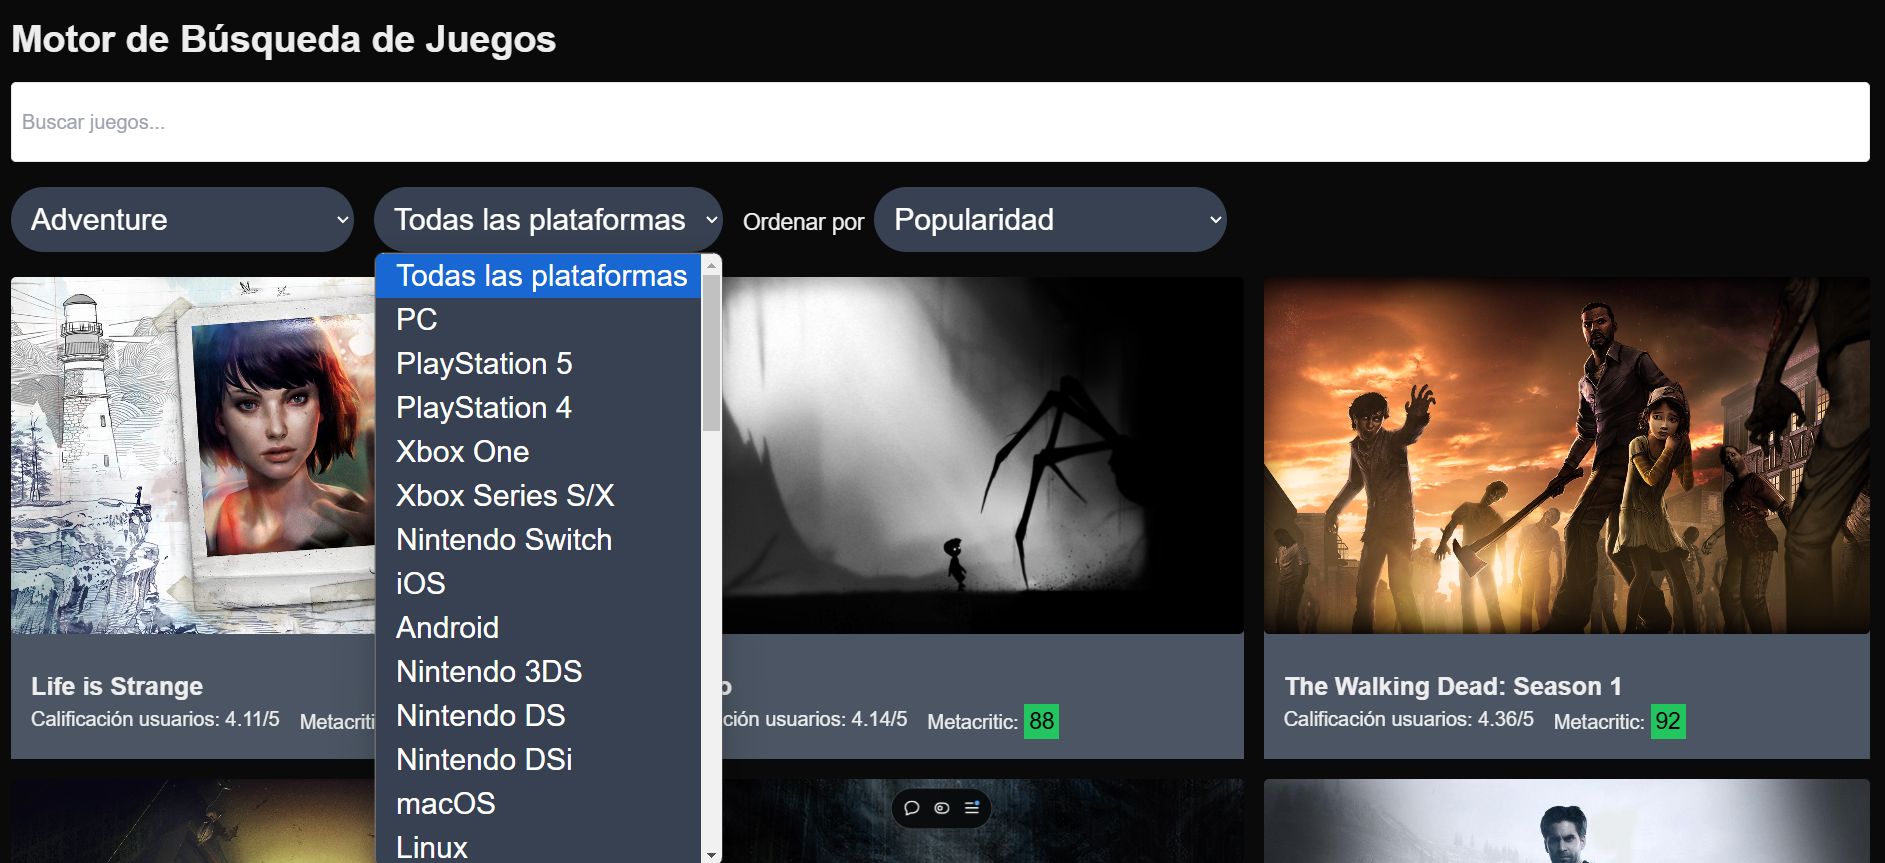 Motor de Búsqueda de Juegos
Buscar juegos...
Adventure
Todas las plataformas
Ordenar por
Popularidad
Todas las plataformas
PC
PlayStation 5
PlayStation 4
Xbox One
Xbox Series S/X
Nintendo Switch
iOS
Android
Nintendo 3DS
Nintendo DS
Nintendo DSi
macOS
Linux
Life is Strange
Calificación usuarios: 4.11/5
usuarios: 4.14/5 Metacritic: 88
The Walking Dead: Season 1
Calificación usuarios: 4.36/5 Metacritic: 92